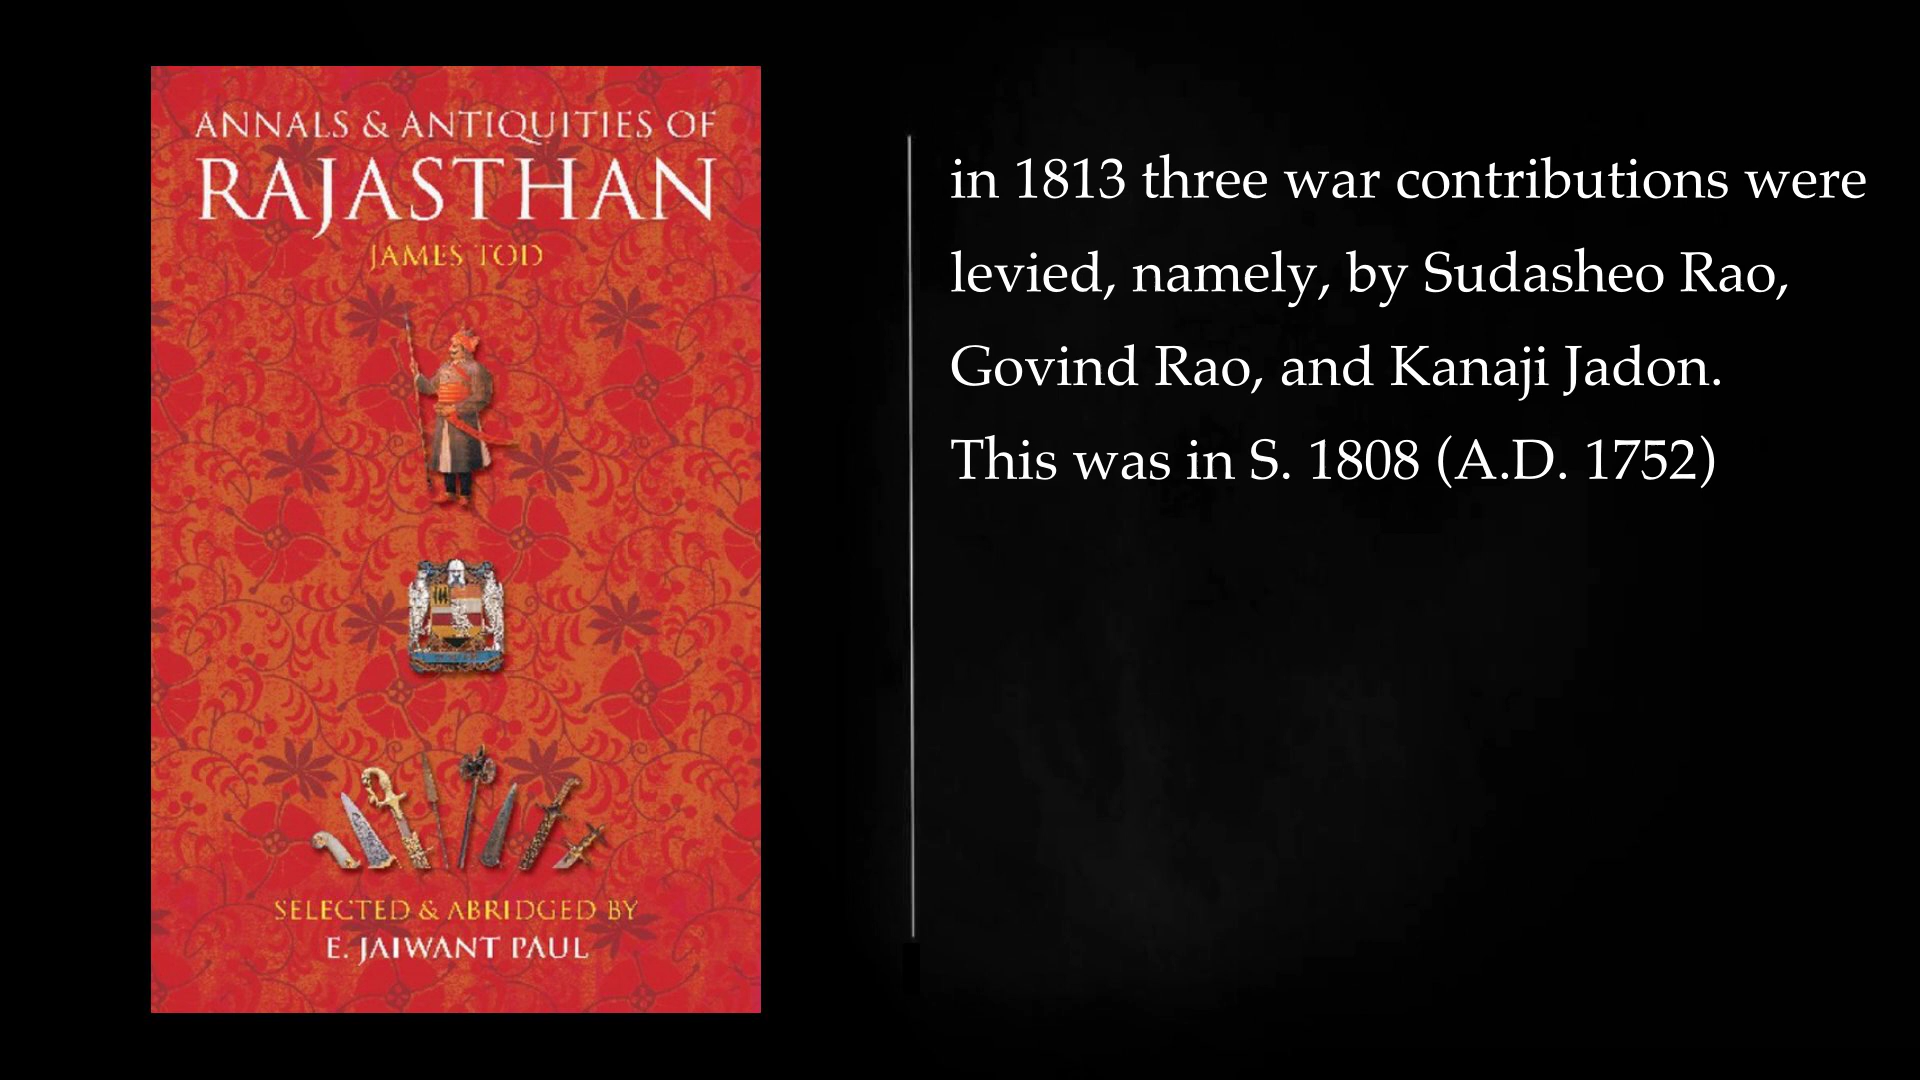 ANNALS & ANTIQUITIES OF
RAJASTHAN
JAMES TOD
SELECTED & ABRIDGED BY
E. JAIWANT PAUL
in 1813 three war contributions were
levied, namely, by Sudasheo Rao,
Govind Rao, and Kanaji Jadon.
This was in S. 1808 (A.D. 1752)